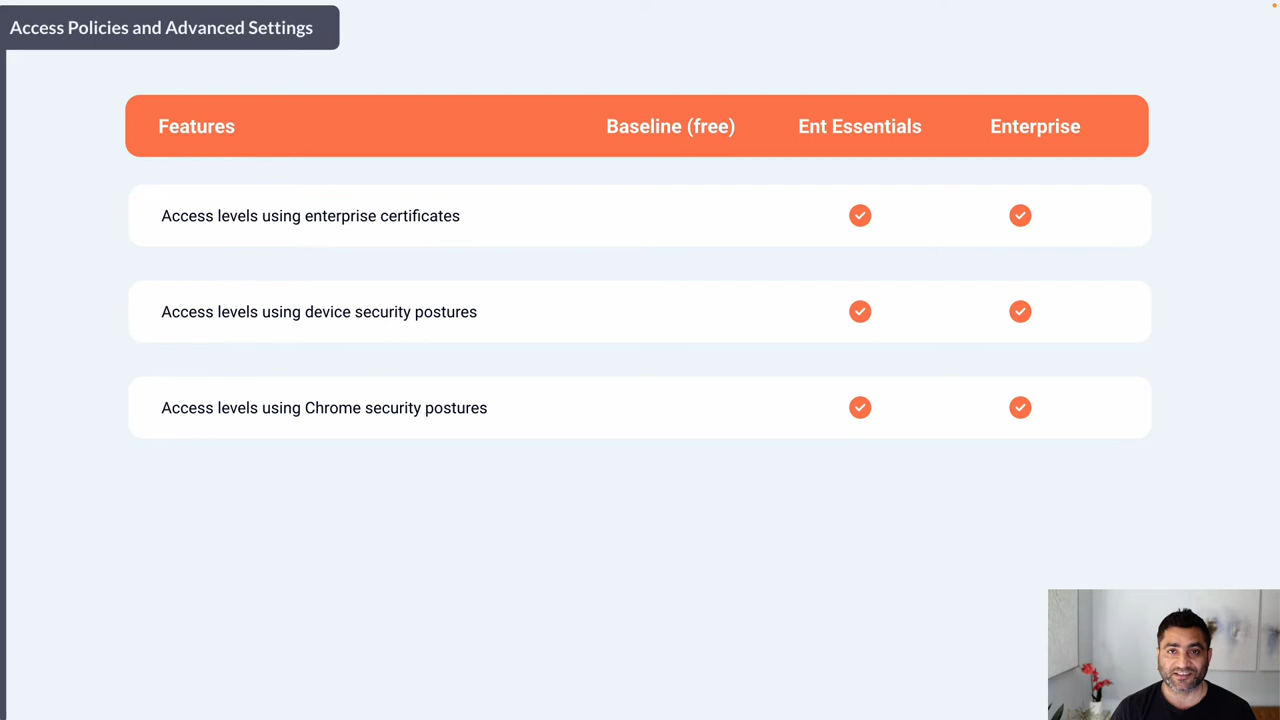 Access Policies and Advanced Settings
Features Baseline (free) Ent Essentials Enterprise
Access levels using enterprise certificates
Access levels using device security postures
Access levels using Chrome security postures